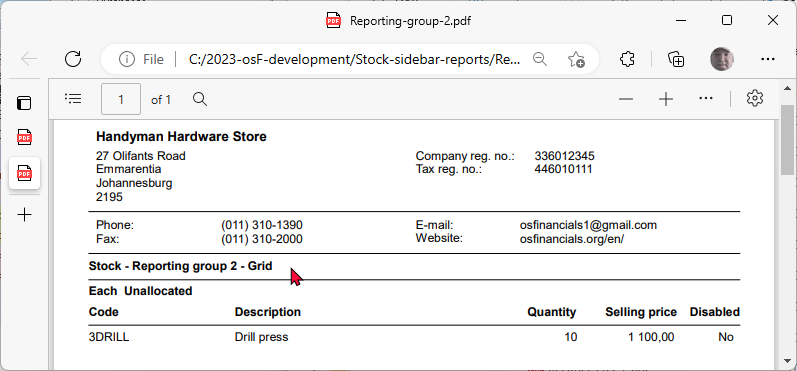 Reporting-group-2.pdf
File C:/2023-osF-development/Stock-sidebar-reports/Re...
1 of 1
Handyman Hardware Store
27 Olifants Road Company reg. no.: 336012345
Emmarentia Tax reg. no.: 446010111
Johannesburg
2195
Phone: (011) 310-1390 E-mail: osfinancials1@gmail.com
Fax: (011) 310-2000 Website: osfinancials.org/en/
Stock - Reporting group 2 - Grid
Each Unallocated
Code Description Quantity Selling price Disabled
3DRILL Drill press 10 1 100,00 No